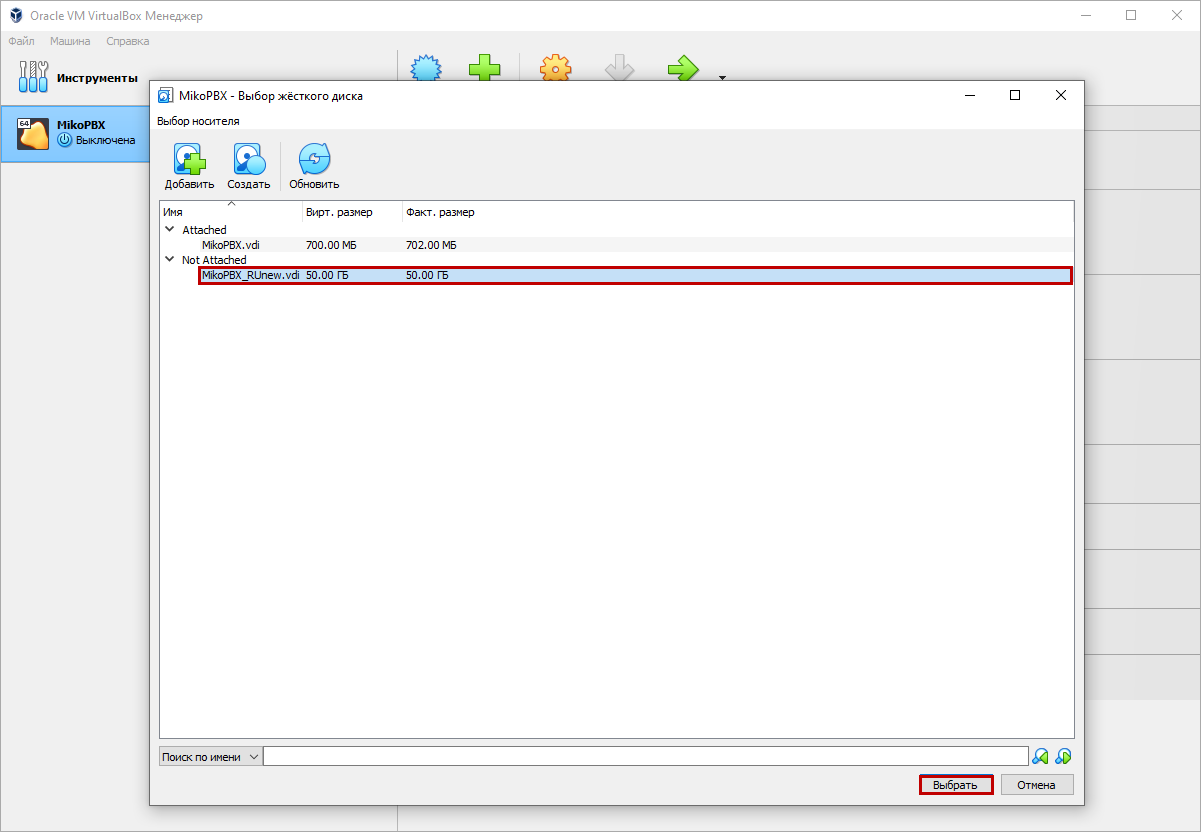 Oracle VM VirtualBox Менеджер
Файл Машина Справка
Инструменты
64
MikoPBX
Выключена
MikoPBX - Выбор жёсткого диска
Выбор носителя
Добавить Создать Обновить
Имя Вирт. размер Факт. размер
Attached
MikoPBX.vdi 700.00 МБ 702.00 МБ
Not Attached
MikoPBX_RUnew.vdi 50.00 ГБ 50.00 ГБ
Поиск по имени
Выбрать Отмена